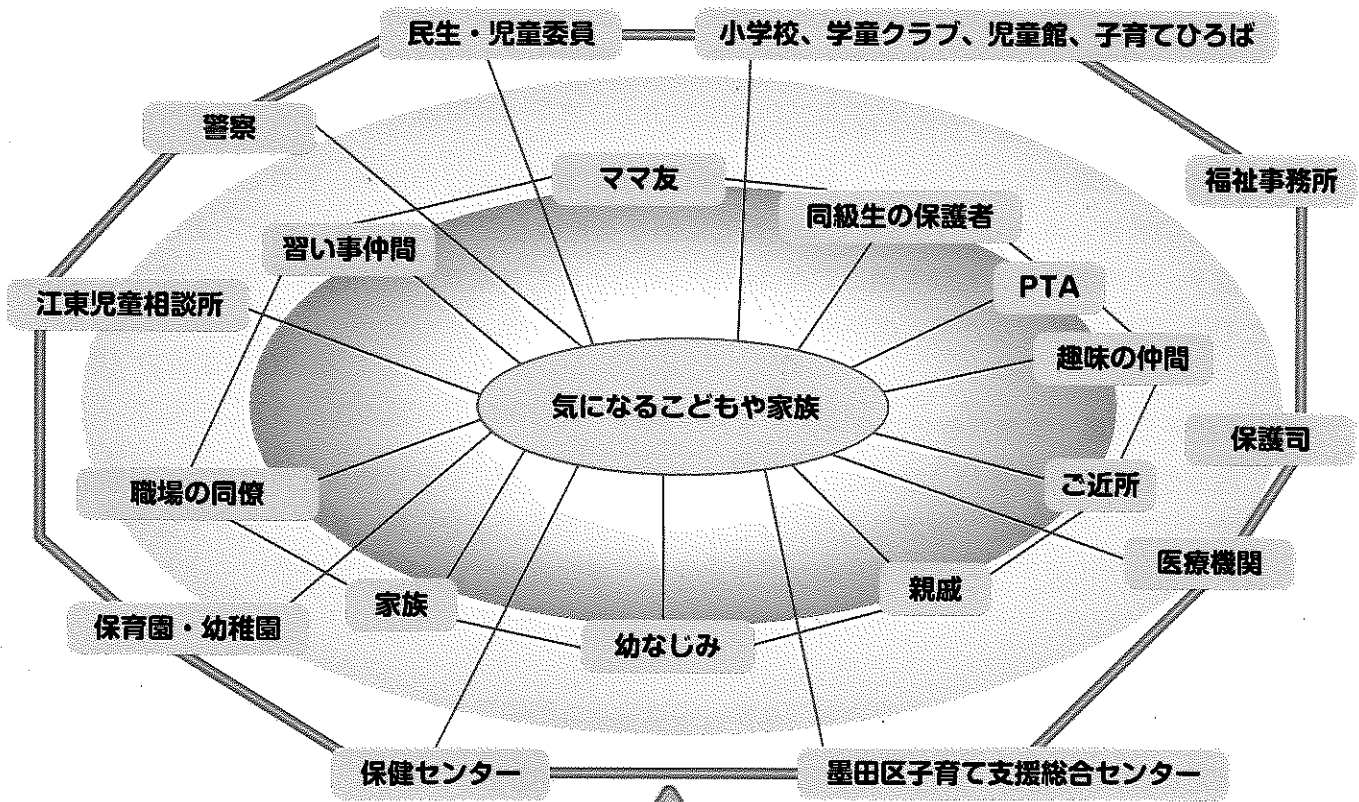 民生・児童委員
小学校、学童クラブ、児童館、子育てひろば
警察
ママ友
福祉事務所
同級生の保護者
習い事仲間
PTA
江東児童相談所
趣味の仲間
気になるこどもや家族
保護司
職場の同僚
ご近所
医療機関
家族
親戚
保育園・幼稚園
幼なじみ
保健センター
墨田区子育て支援総合センター